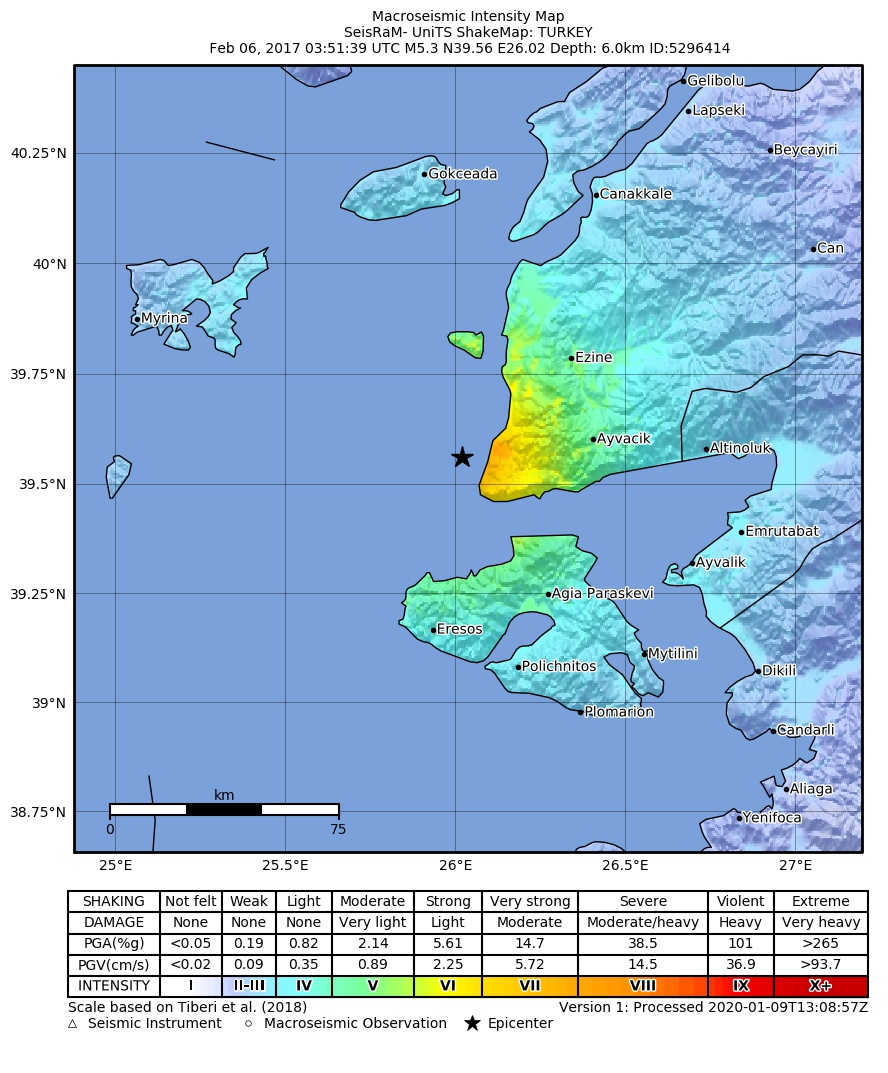 Macroseismic Intensity Map
SeisRaM- UniTS ShakeMap: TURKEY
Feb 06, 2017 03:51:39 UTC M5.3 N39.56 E26.02 Depth: 6.0km ID:5296414
Gelibolu
Lapseki
40.25°N
Beycayiri
Gokceada
Canakkale
Can
40°N
Myrina
39.75°N
Ezine
Ayvacik
Altinoluk
39.5°N
Emrutabat
Ayvalik
39.25°N
Agia Paraskevi
Eresos
Mytilini
Polichnitos
Dikili
39°N
Plomarion
Candarli
km
0 75
Aliaga
38.75°N
Yenifoca
25°E 25.5°E 26°E 26.5°E 27°E
SHAKING Not felt Weak Light Moderate Strong Very strong Severe Violent Extreme
DAMAGE None None None Very light Light Moderate Moderate/heavy Heavy Very heavy
PGA(%g) <0.05 0.19 0.82 2.14 5.61 14.7 38.5 101 >265
PGV(cm/s) <0.02 0.09 0.35 0.89 2.25 5.72 14.5 36.9 >93.7
INTENSITY I II-III IV V VI VII VIII IX X+
Scale based on Tiberi et al. (2018) Version 1: Processed 2020-01-09T13:08:57Z
Seismic Instrument Macroseismic Observation Epicenter